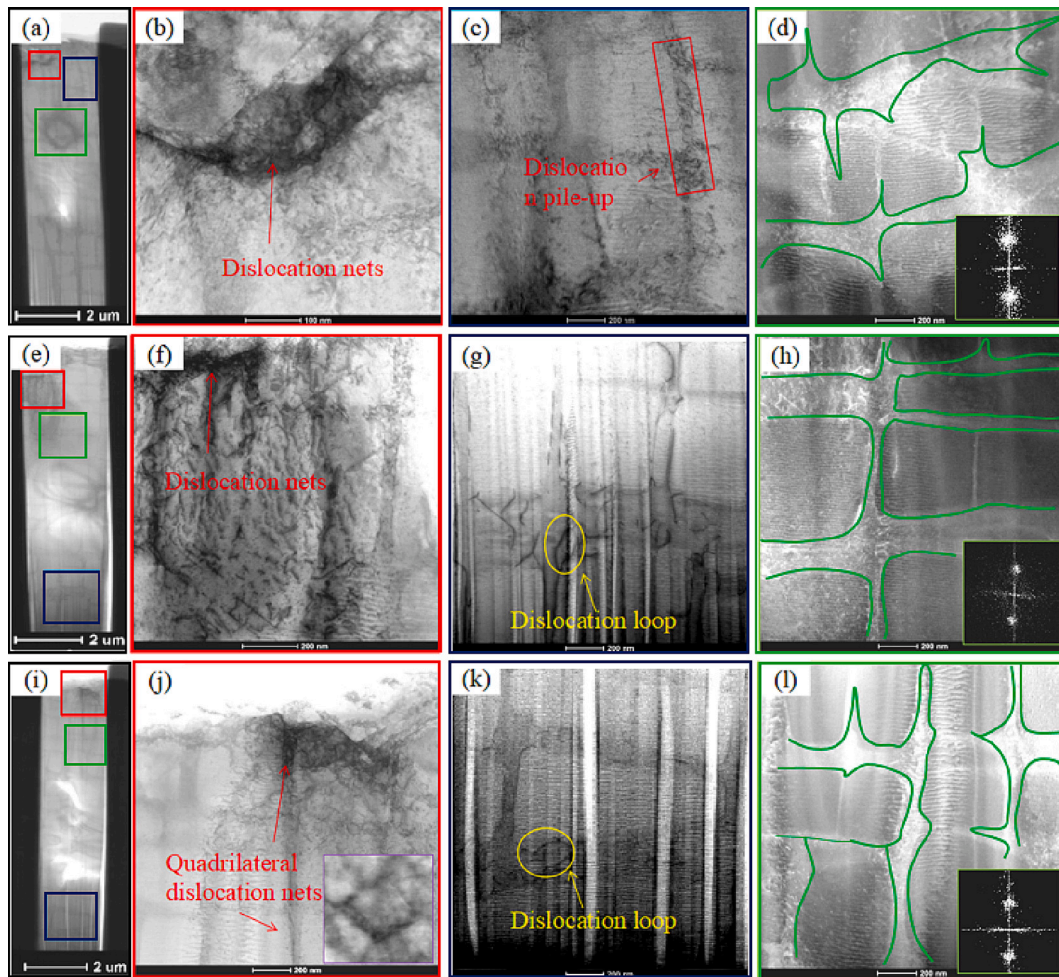 (a)
(b)
(c)
(d)
Dislocatio
n pile-up
Dislocation nets
2 um
100 nm
200 nm
200 nm
(e)
(f)
(g)
(h)
Dislocation nets
Dislocation loop
2 um
200 nm
200 nm
200 nm
(i)
(j)
(k)
(l)
Quadrilateral
dislocation nets
Dislocation loop
2 um
200 nm
200 nm
200 nm